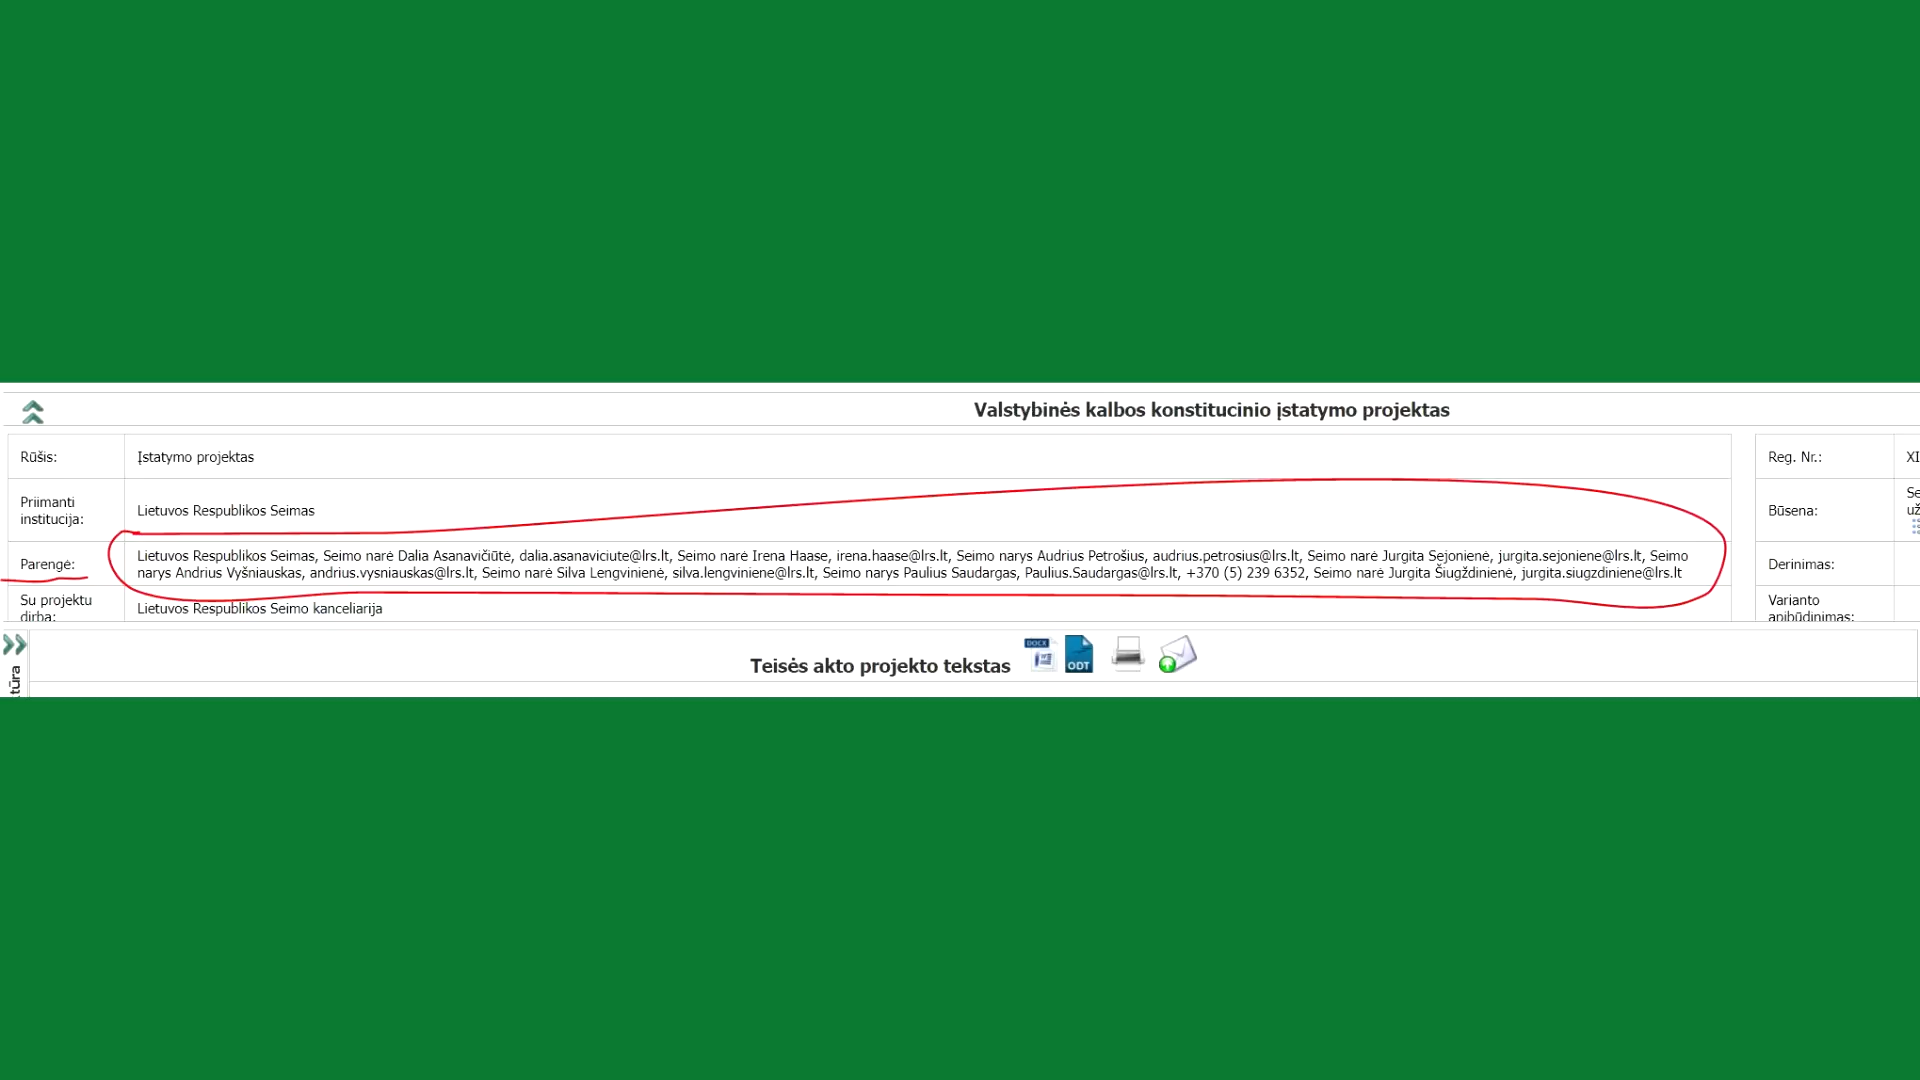 Valstybinės kalbos konstitucinio įstatymo projektas
Rūšis:
Įstatymo projektas
Reg. Nr.:
XI
Priimanti
institucija:
Lietuvos Respublikos Seimas
Būsena:
Se
už
Parengė:
Lietuvos Respublikos Seimas, Seimo narė Dalia Asanavičiūtė, dalia.asanaviciute@lrs.lt, Seimo narė Irena Haase, irena.haase@lrs.lt, Seimo narys Audrius Petrošius, audrius.petrosius@lrs.lt, Seimo narė Jurgita Sejonienė, jurgita.sejoniene@lrs.lt, Seimo
narys Andrius Vyšniauskas, andrius.vysniauskas@lrs.lt, Seimo narė Silva Lengvinienė, silva.lengviniene@lrs.lt, Seimo narys Paulius Saudargas, Paulius.Saudargas@lrs.lt, +370 (5) 239 6352, Seimo narė Jurgita Šiugždinienė, jurgita.siugzdiniene@lrs.lt
Derinimas:
Su projektu
dirba:
Lietuvos Respublikos Seimo kanceliarija
Varianto
apibūdinimas:
tūra
Teisės akto projekto tekstas
DOCX
ODT